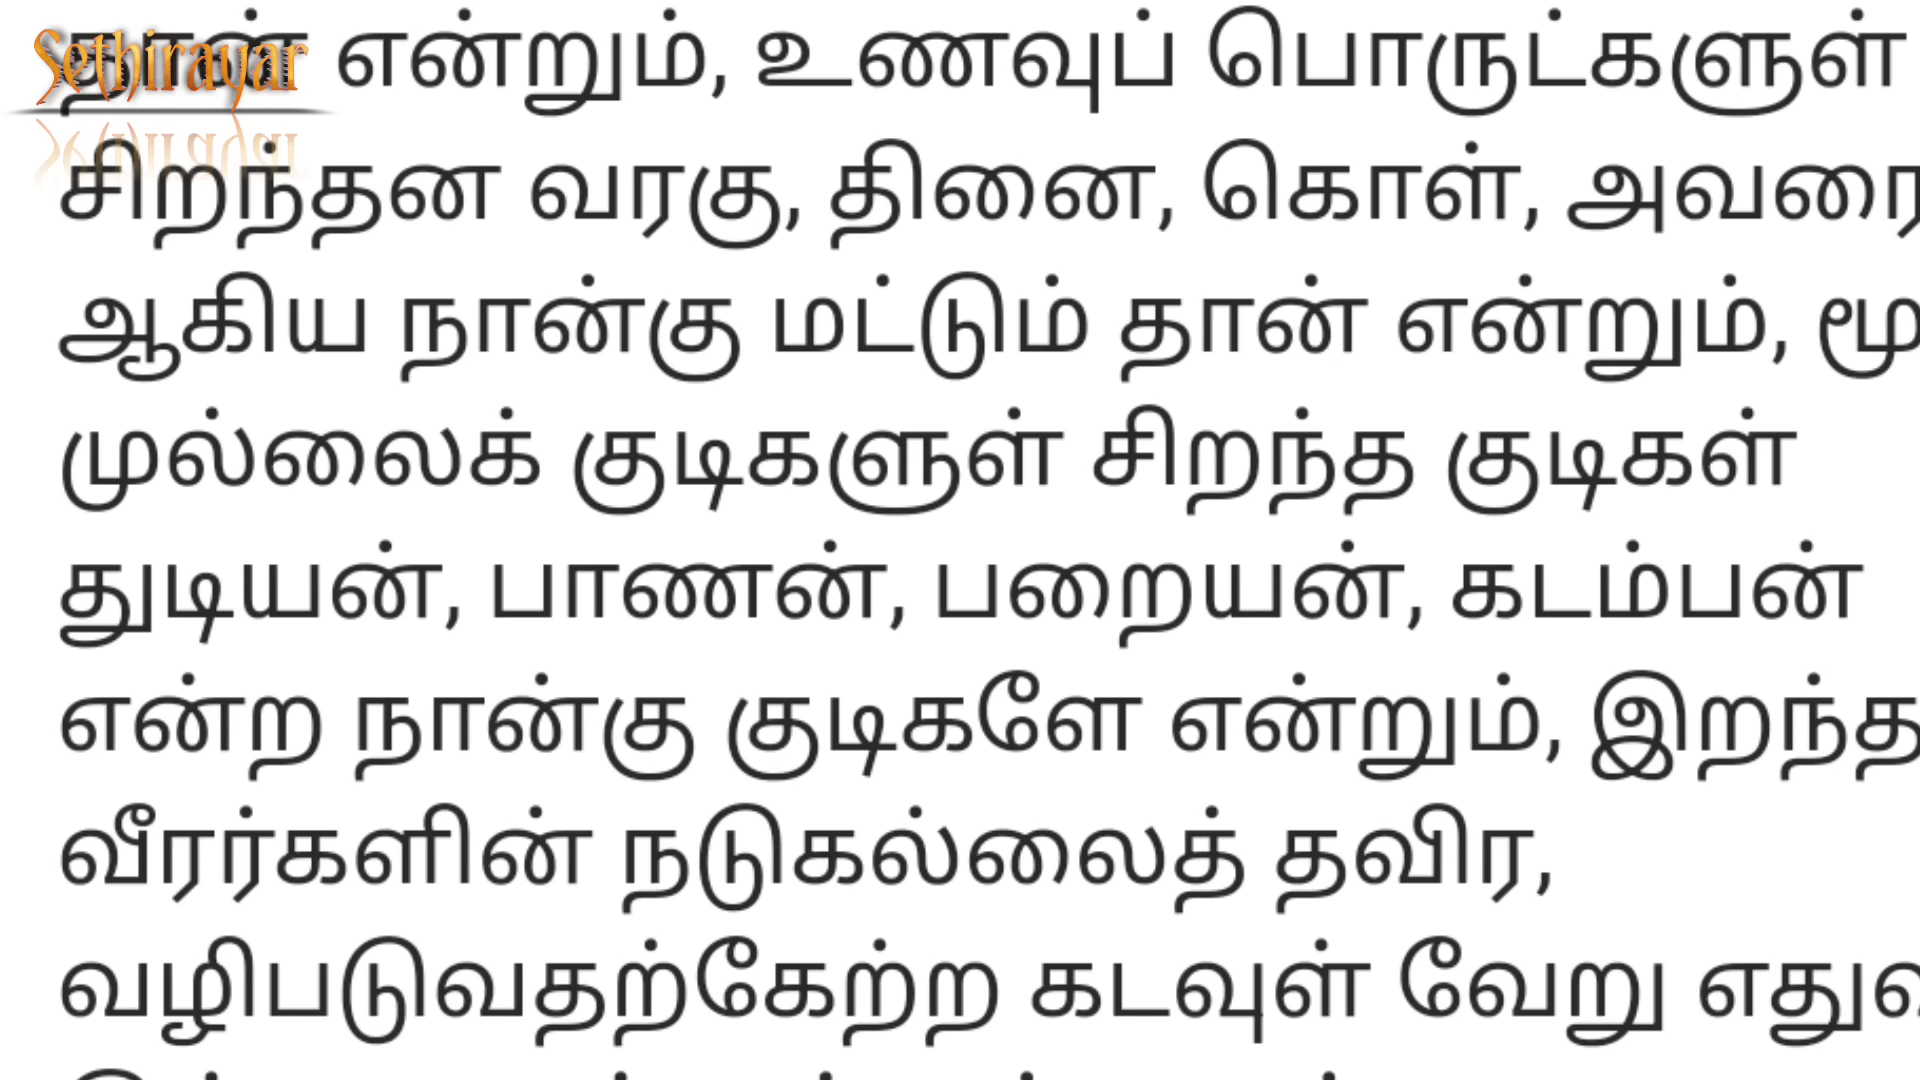 Sethirayar
தான் என்றும், உணவுப் பொருட்களுள்
சிறந்தன வரகு, தினை, கொள், அவரை
ஆகிய நான்கு மட்டும் தான் என்றும், மூ
முல்லைக் குடிகளுள் சிறந்த குடிகள்
துடியன், பாணன், பறையன், கடம்பன்
என்ற நான்கு குடிகளே என்றும், இறந்த
வீரர்களின் நடுகல்லைத் தவிர,
வழிபடுவதற்கேற்ற கடவுள் வேறு